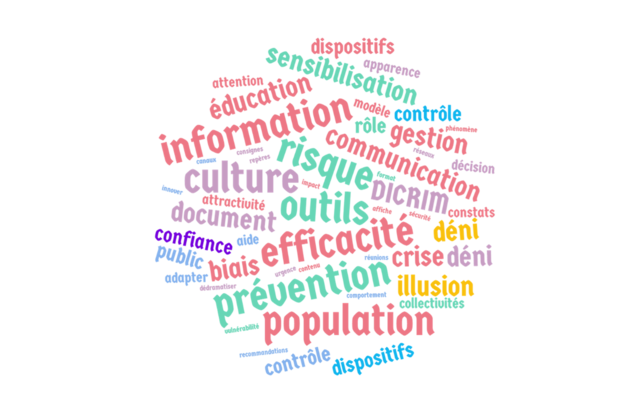 dispositifs
sensibilisation
apparence
attention
éducation
information
modèle
contrôle
phénomène
rôle
gestion
communication
canaux
consignes
repères
risque
réseaux
décision
innover
culture
impact
format
DICRIM
attractivité
document
outils
affiche
sécurité
constats
confiance
aide
efficacité
déni
public
biais
réunions
crise
déni
adapter
urgence
contenu
dédramatiser
prévention
comportement
illusion
collectivités
vulnérabilité
population
recommandations
contrôle
dispositifs